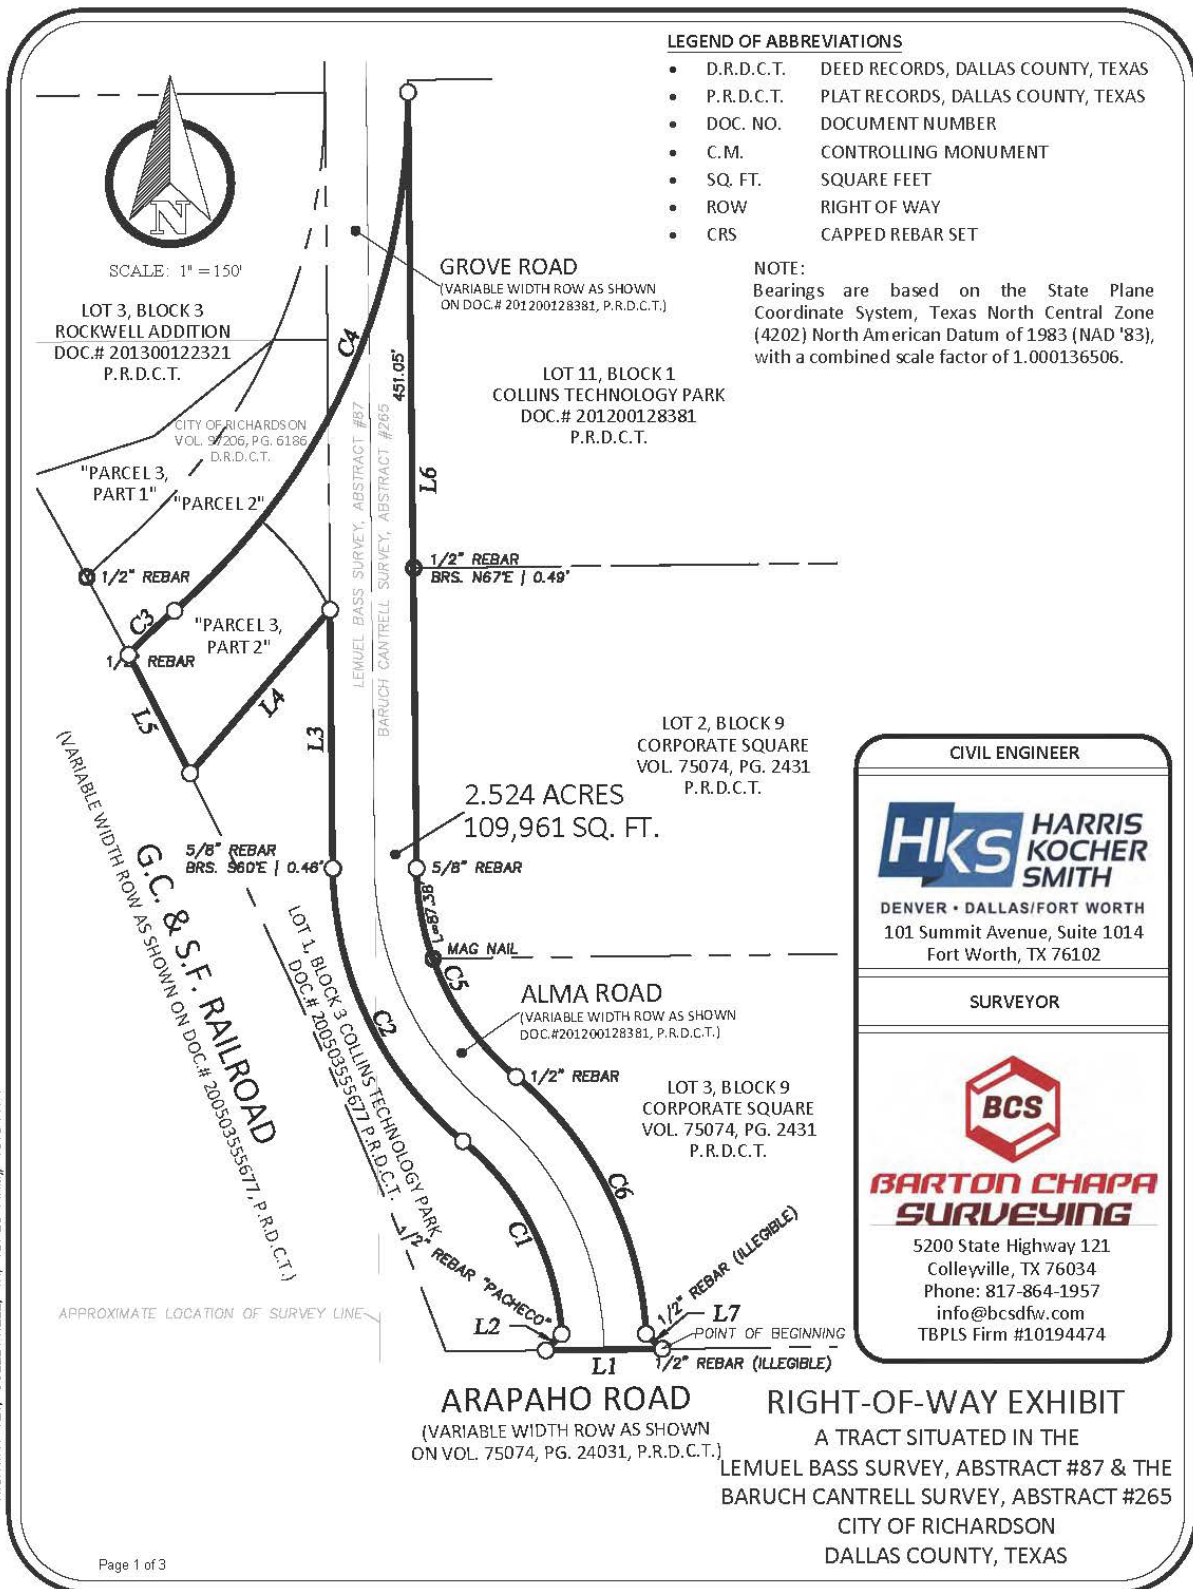 LEGEND OF ABBREVIATIONS
• D.R.D.C.T. DEED RECORDS, DALLAS COUNTY, TEXAS
• P.R.D.C.T. PLAT RECORDS, DALLAS COUNTY, TEXAS
• DOC. NO. DOCUMENT NUMBER
• C.M. CONTROLLING MONUMENT
• SQ. FT. SQUARE FEET
• ROW RIGHT OF WAY
• CRS CAPPED REBAR SET
NOTE:
Bearings are based on the State Plane
Coordinate System, Texas North Central Zone
(4202) North American Datum of 1983 (NAD '83),
with a combined scale factor of 1.000136506.
N
SCALE: 1" = 150'
LOT 3, BLOCK 3
ROCKWELL ADDITION
DOC.# 201300122321
P.R.D.C.T.
GROVE ROAD
(VARIABLE WIDTH ROW AS SHOWN
ON DOC.# 201200128381, P.R.D.C.T.)
C4
451.05'
L6
LOT 11, BLOCK 1
COLLINS TECHNOLOGY PARK
DOC.# 201200128381
P.R.D.C.T.
CITY OF RICHARDSON
VOL. 97206, PG. 6186
D.R.D.C.T.
"PARCEL 3,
PART 1"
"PARCEL 2"
LEMUEL BASS SURVEY, ABSTRACT #87
BARUCH CANTRELL SURVEY, ABSTRACT #265
1/2" REBAR
1/2" REBAR
BRS. N67'E | 0.49'
C3
"PARCEL 3,
PART 2"
1/2" REBAR
L5
L4
L3
LOT 2, BLOCK 9
CORPORATE SQUARE
VOL. 75074, PG. 2431
P.R.D.C.T.
2.524 ACRES
109,961 SQ. FT.
5/8" REBAR
BRS. S60'E | 0.46'
5/8" REBAR
L=87.38'
MAG NAIL
C5
G.C. & S.F. RAILROAD
(VARIABLE WIDTH ROW AS SHOWN ON DOC.# 200503555677, P.R.D.C.T.)
LOT 1, BLOCK 3 COLLINS TECHNOLOGY PARK
DOC.# 200503555677 P.R.D.C.T.
C2
ALMA ROAD
(VARIABLE WIDTH ROW AS SHOWN
DOC.#201200128381, P.R.D.C.T.)
1/2" REBAR
LOT 3, BLOCK 9
CORPORATE SQUARE
VOL. 75074, PG. 2431
P.R.D.C.T.
C6
C1
1/2" REBAR "PACHECO"
1/2" REBAR (ILLEGIBLE)
APPROXIMATE LOCATION OF SURVEY LINE
L2
L7
POINT OF BEGINNING
L1
1/2" REBAR (ILLEGIBLE)
ARAPAHO ROAD
(VARIABLE WIDTH ROW AS SHOWN
ON VOL. 75074, PG. 24031, P.R.D.C.T.)
CIVIL ENGINEER
HKS HARRIS
KOCHER
SMITH
DENVER • DALLAS/FORT WORTH
101 Summit Avenue, Suite 1014
Fort Worth, TX 76102
SURVEYOR
BCS
BARTON CHAPA
SURVEYING
5200 State Highway 121
Colleyville, TX 76034
Phone: 817-864-1957
info@bcsdfw.com
TBPLS Firm #10194474
RIGHT-OF-WAY EXHIBIT
A TRACT SITUATED IN THE
LEMUEL BASS SURVEY, ABSTRACT #87 & THE
BARUCH CANTRELL SURVEY, ABSTRACT #265
CITY OF RICHARDSON
DALLAS COUNTY, TEXAS
Page 1 of 3